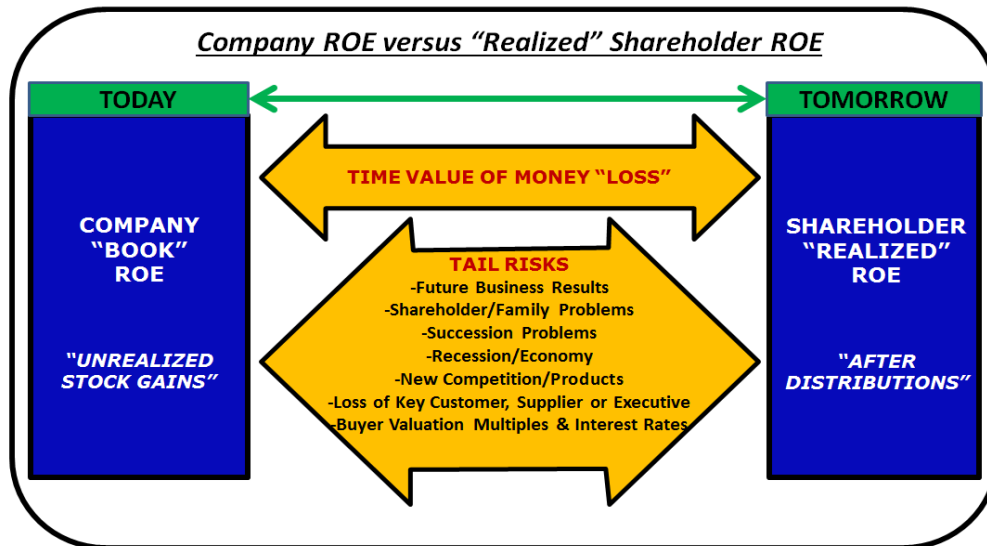 Company ROE versus “Realized” Shareholder ROE
TODAY
TOMORROW
TIME VALUE OF MONEY “LOSS”
COMPANY
“BOOK”
ROE
“UNREALIZED
STOCK GAINS”
TAIL RISKS
-Future Business Results
-Shareholder/Family Problems
-Succession Problems
-Recession/Economy
-New Competition/Products
-Loss of Key Customer, Supplier or Executive
-Buyer Valuation Multiples & Interest Rates
SHAREHOLDER
“REALIZED”
ROE
“AFTER
DISTRIBUTIONS”